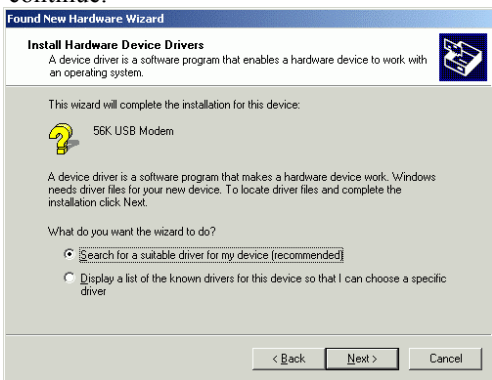 continue.
Found New Hardware Wizard
Install Hardware Device Drivers
A device driver is a software program that enables a hardware device to work with
an operating system.
This wizard will complete the installation for this device:
56K USB Modem
A device driver is a software program that makes a hardware device work. Windows
needs driver files for your new device. To locate driver files and complete the
installation click Next.
What do you want the wizard to do?
Search for a suitable driver for my device (recommended)
Display a list of the known drivers for this device so that I can choose a specific
driver
< Back Next > Cancel